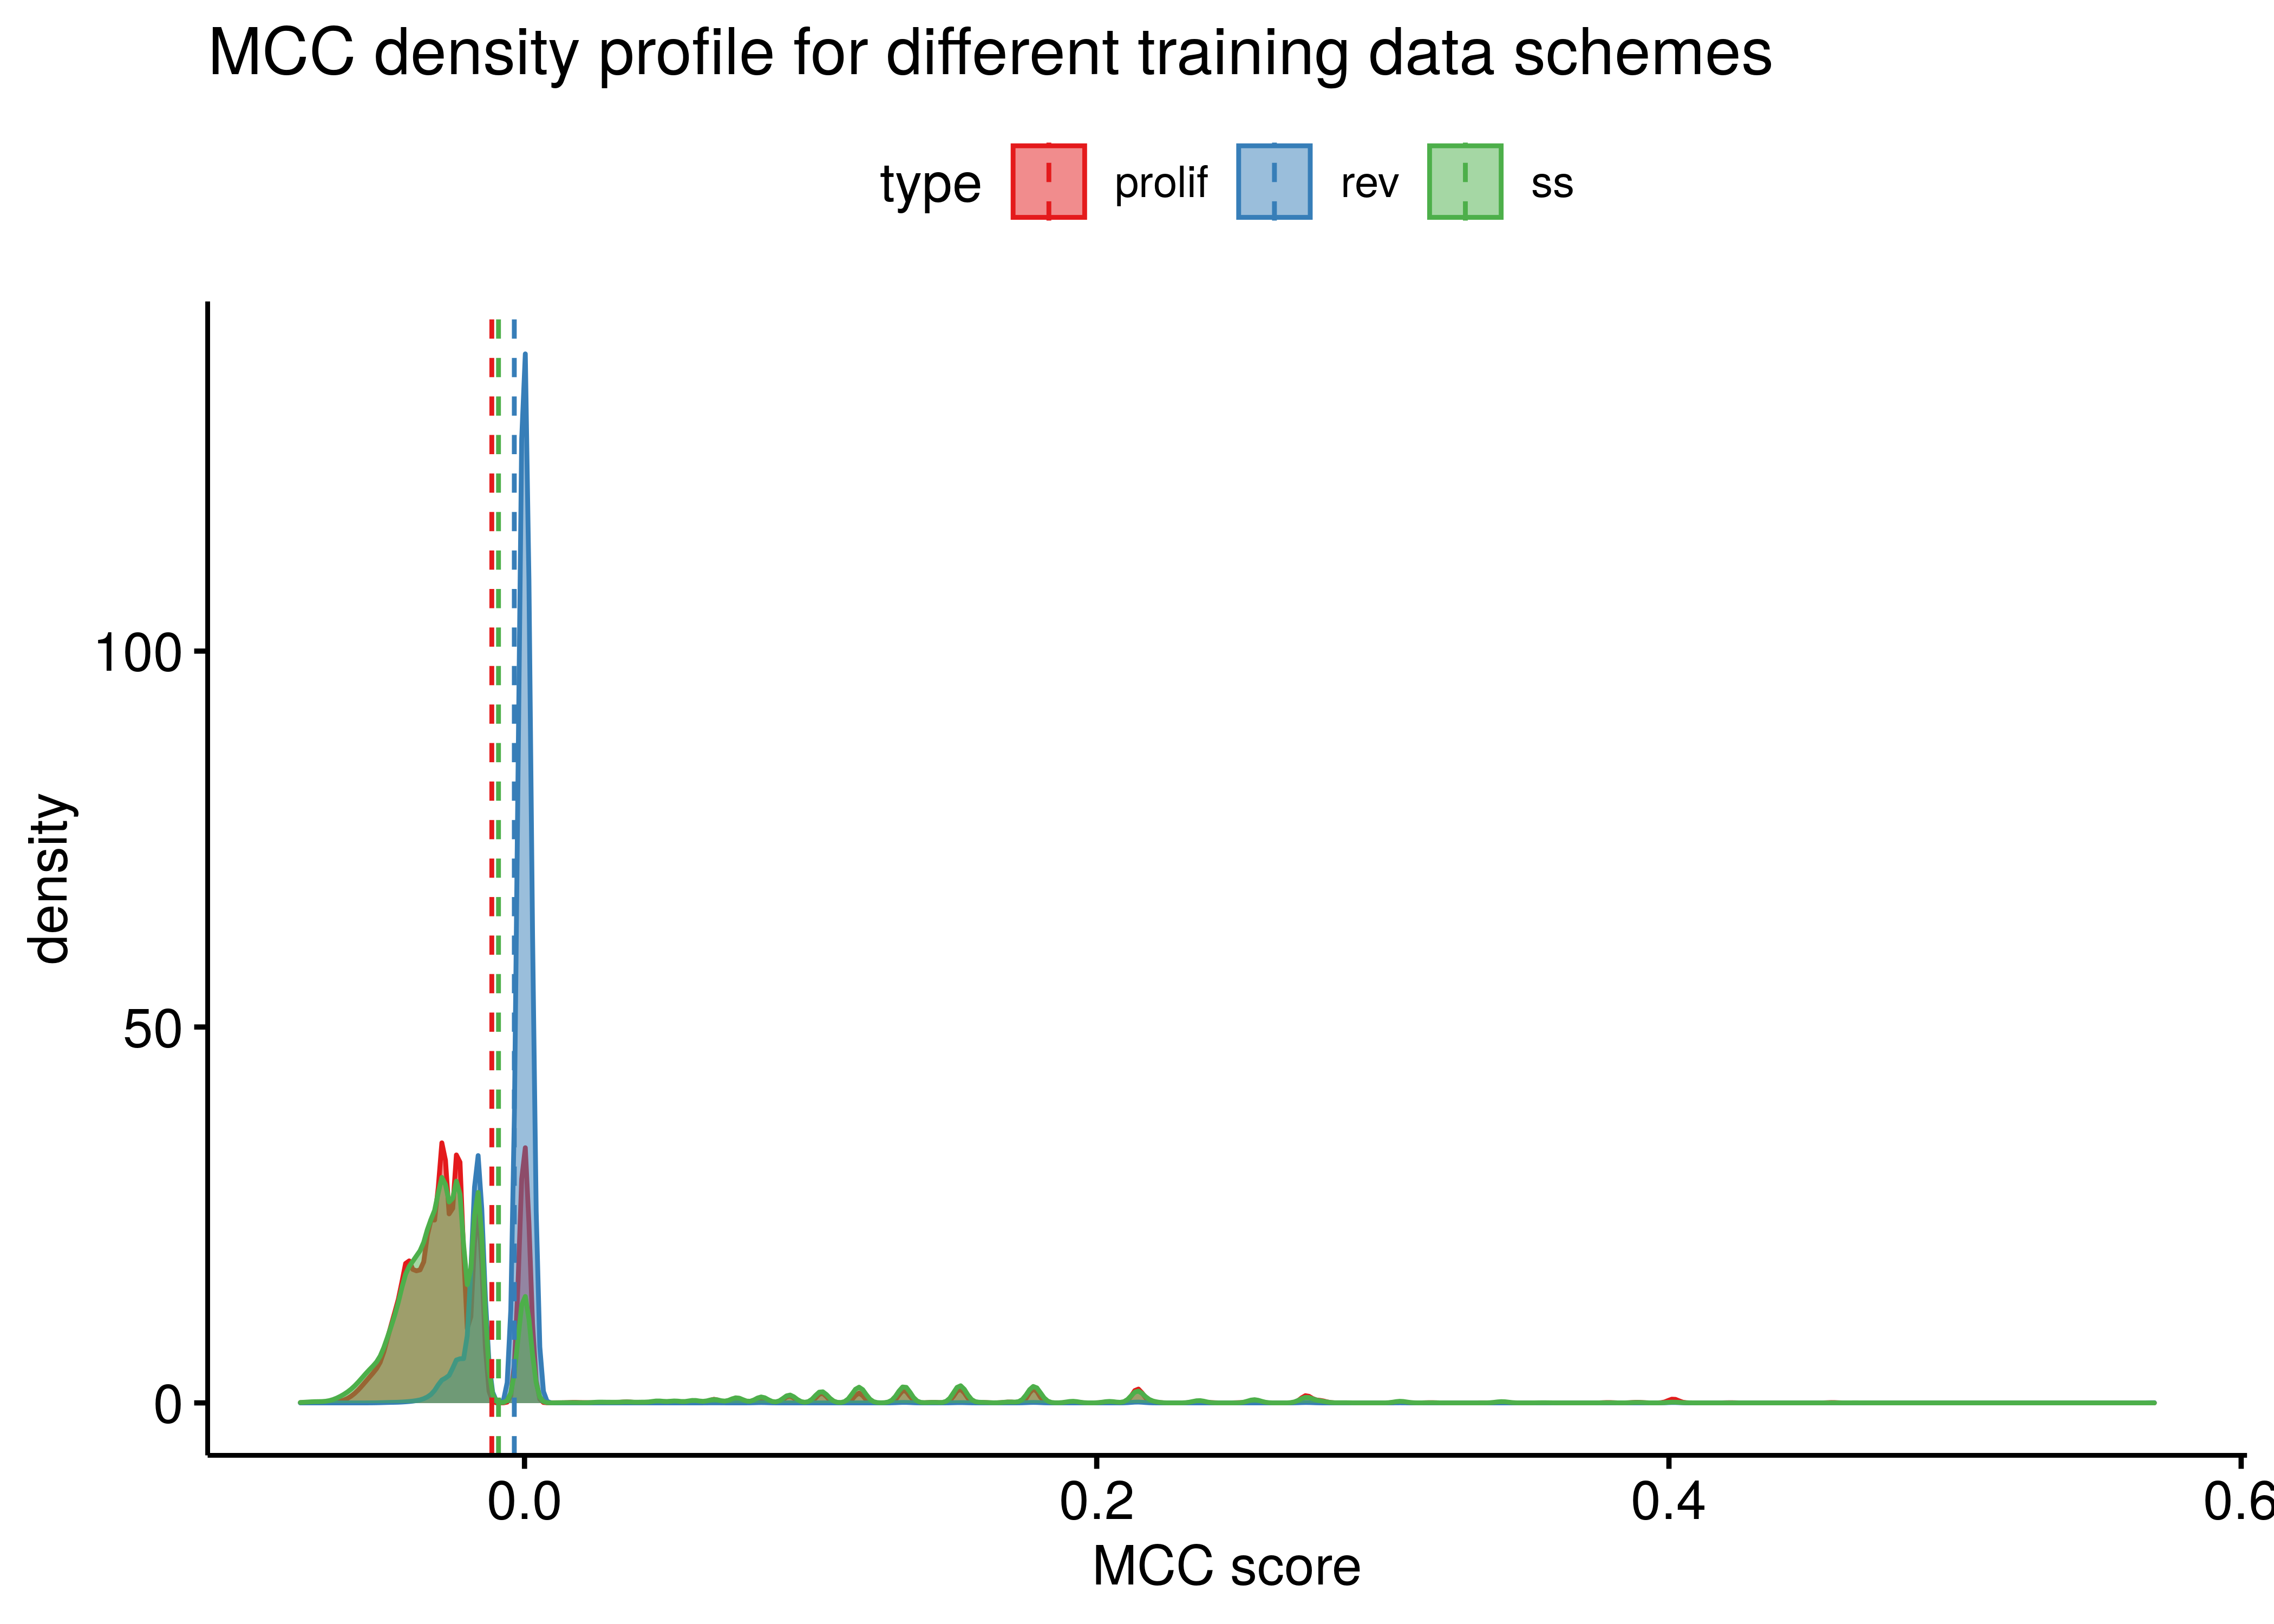 MCC density profile for different training data schemes
type prolif rev ss
density
100
50
0
0.0 0.2 0.4 0.6
MCC score